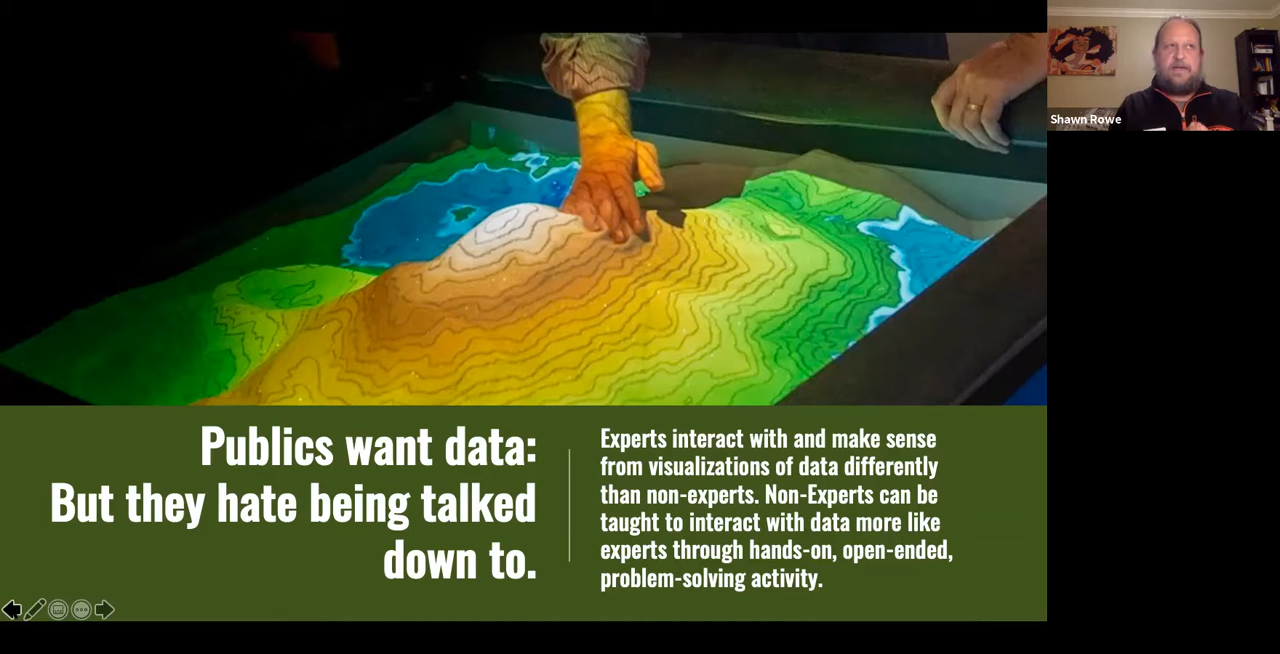 Shawn Rowe
Publics want data:
But they hate being talked
down to.
Experts interact with and make sense
from visualizations of data differently
than non-experts. Non-Experts can be
taught to interact with data more like
experts through hands-on, open-ended,
problem-solving activity.